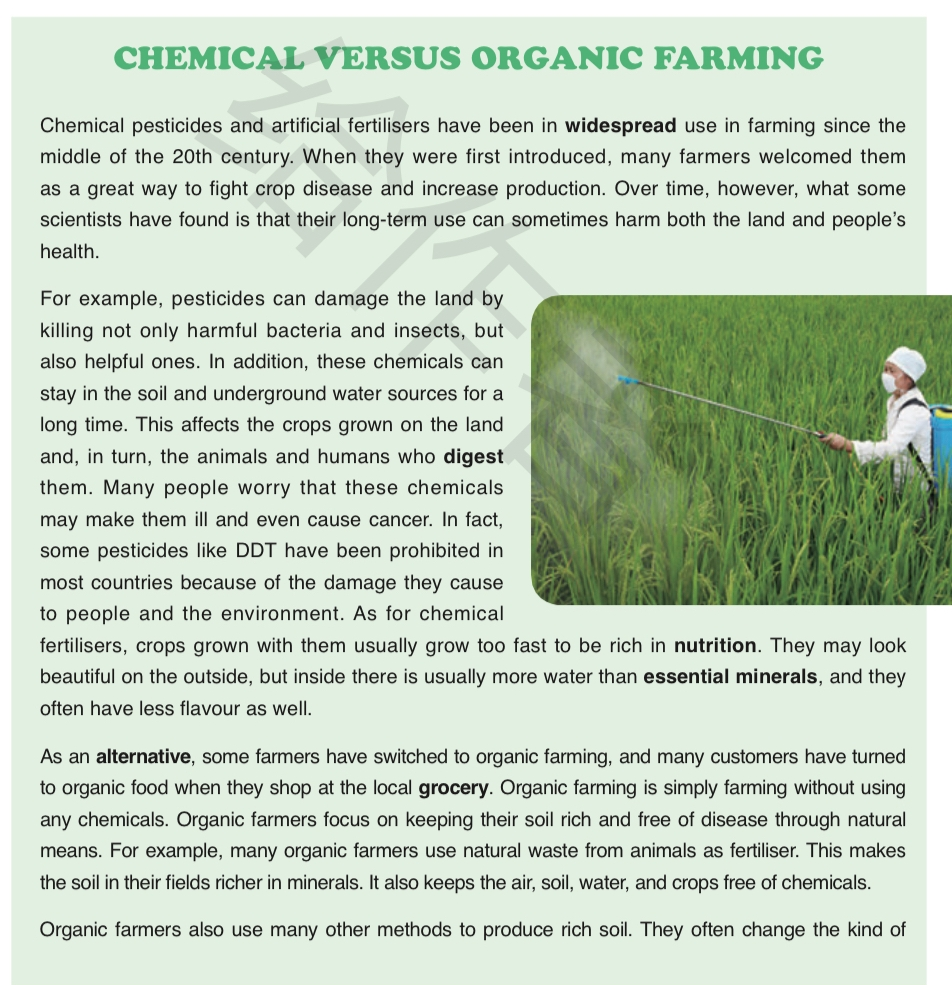 CHEMICAL VERSUS ORGANIC FARMING
Chemical pesticides and artificial fertilisers have been in widespread use in farming since the
middle of the 20th century. When they were first introduced, many farmers welcomed them
as a great way to fight crop disease and increase production. Over time, however, what some
scientists have found is that their long-term use can sometimes harm both the land and people's
health.
For example, pesticides can damage the land by
killing not only harmful bacteria and insects, but
also helpful ones. In addition, these chemicals can
stay in the soil and underground water sources for a
long time. This affects the crops grown on the land
and, in turn, the animals and humans who digest
them. Many people worry that these chemicals
may make them ill and even cause cancer. In fact,
some pesticides like DDT have been prohibited in
most countries because of the damage they cause
to people and the environment. As for chemical
fertilisers, crops grown with them usually grow too fast to be rich in nutrition. They may look
beautiful on the outside, but inside there is usually more water than essential minerals, and they
often have less flavour as well.
As an alternative, some farmers have switched to organic farming, and many customers have turned
to organic food when they shop at the local grocery. Organic farming is simply farming without using
any chemicals. Organic farmers focus on keeping their soil rich and free of disease through natural
means. For example, many organic farmers use natural waste from animals as fertiliser. This makes
the soil in their fields richer in minerals. It also keeps the air, soil, water, and crops free of chemicals.
Organic farmers also use many other methods to produce rich soil. They often change the kind of
给作